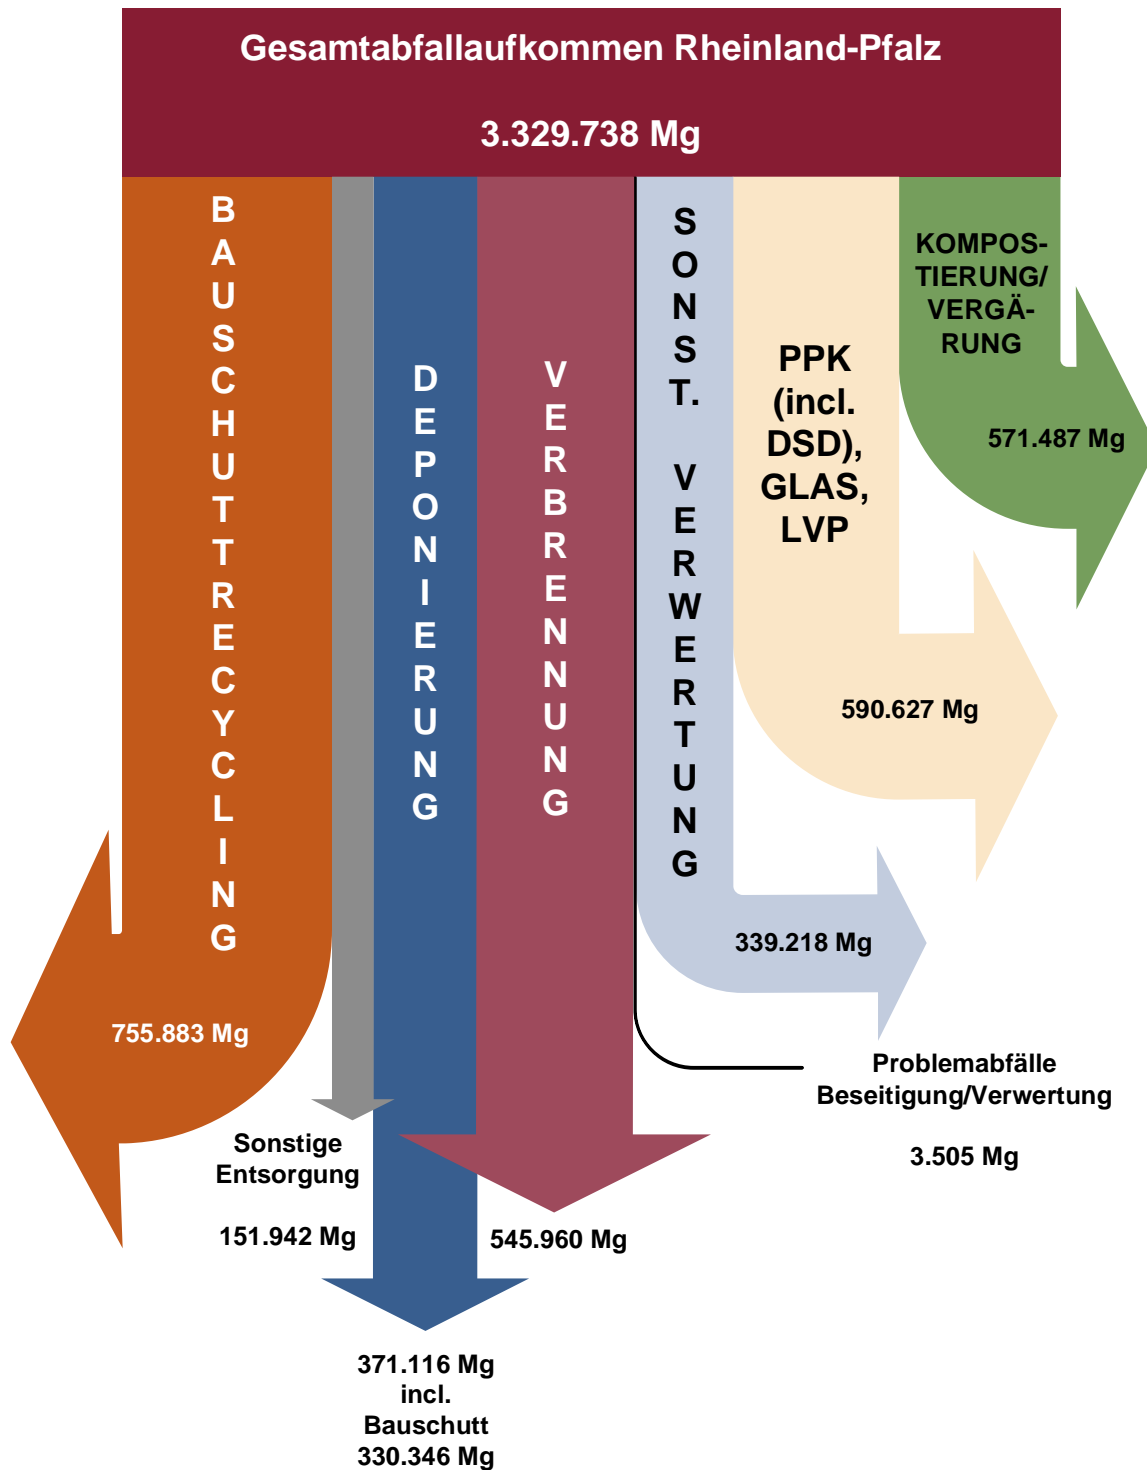 Gesamtabfallaufkommen Rheinland-Pfalz
3.329.738 Mg
BAUSCHUTTRECYCLING
755.883 Mg
Sonstige
Entsorgung
151.942 Mg
DEPONIERUNG
371.116 Mg
incl.
Bauschutt
330.346 Mg
VERBRENNUNG
545.960 Mg
Problemabfälle
Beseitigung/Verwertung
3.505 Mg
SONST. VERWERTUNG
339.218 Mg
PPK
(incl.
DSD),
GLAS,
LVP
590.627 Mg
KOMPOS-
TIERUNG/
VERGÄ-
RUNG
571.487 Mg